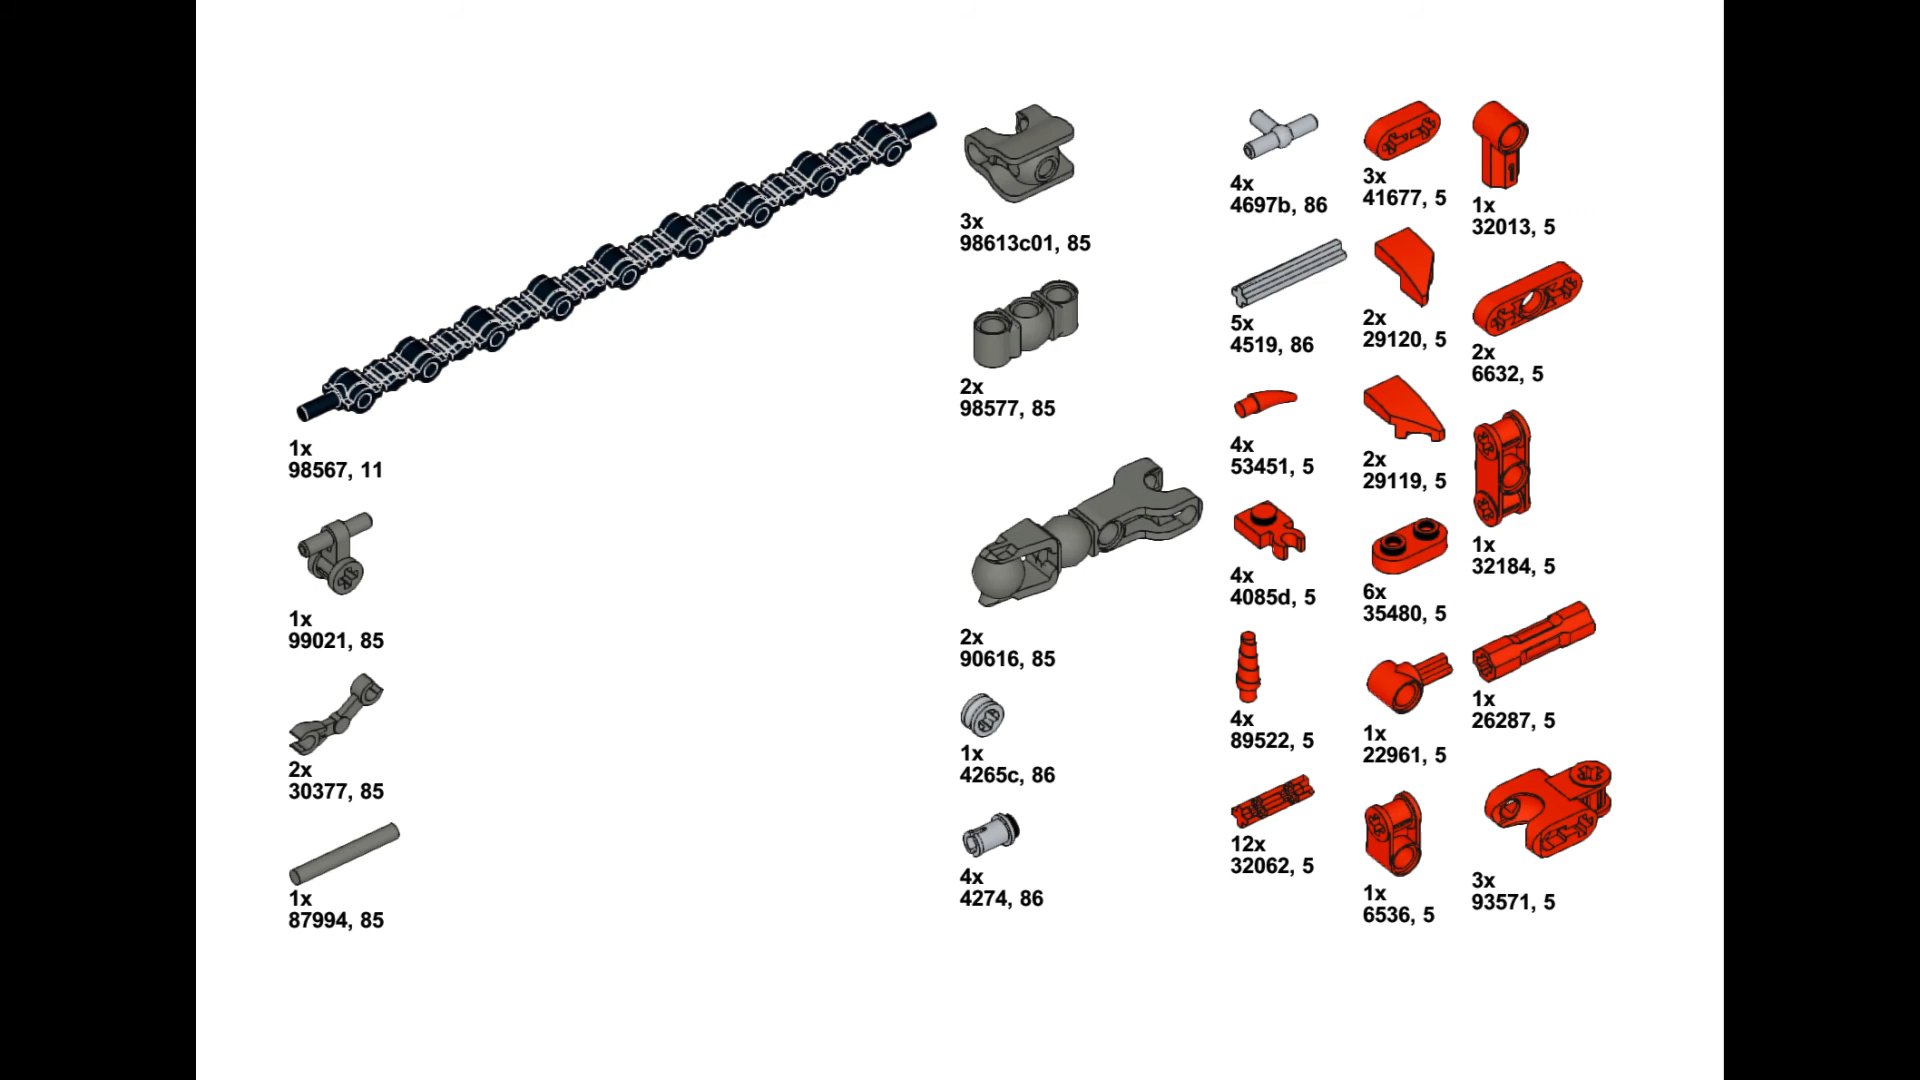 1x
98567, 11
1x
99021, 85
2x
30377, 85
1x
87994, 85
3x
98613c01, 85
2x
98577, 85
2x
90616, 85
1x
4265c, 86
4x
4274, 86
4x
4697b, 86
5x
4519, 86
4x
53451, 5
4x
4085d, 5
4x
89522, 5
12x
32062, 5
3x
41677, 5
2x
29120, 5
2x
29119, 5
6x
35480, 5
1x
22961, 5
1x
6536, 5
1
1x
32013, 5
2x
6632, 5
1x
32184, 5
1x
26287, 5
3x
93571, 5